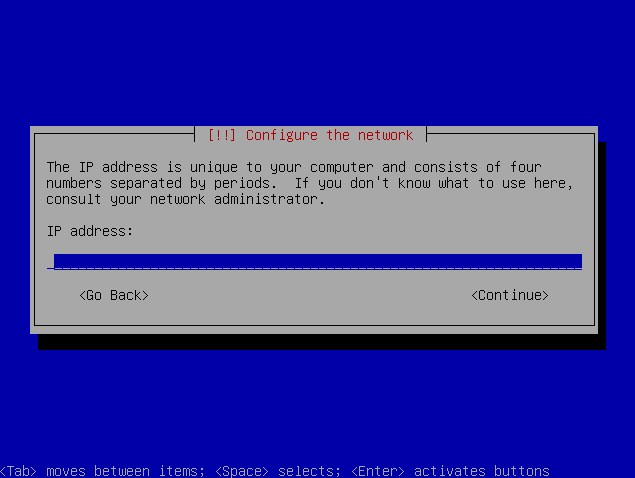 [!!] Configure the network
The IP address is unique to your computer and consists of four
numbers separated by periods.  If you don't know what to use here,
consult your network administrator.
IP address:
<Go Back> <Continue>
<Tab> moves between items; <Space> selects; <Enter> activates buttons